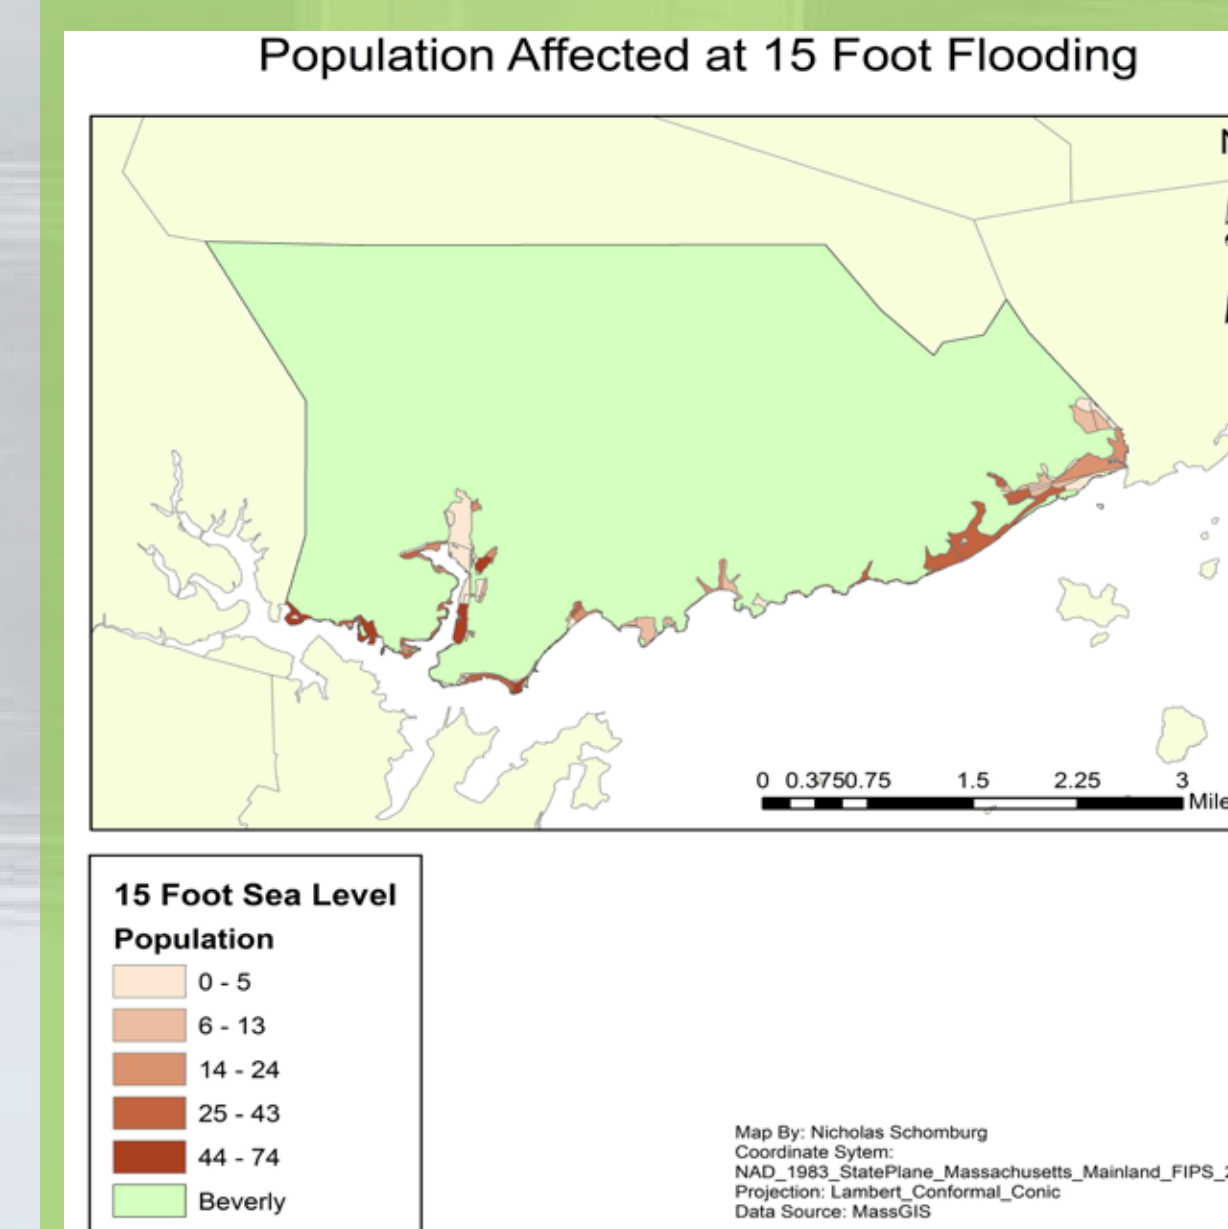 Population Affected at 15 Foot Flooding
N
0 0.3750.75 1.5 2.25 3
Mile
15 Foot Sea Level
Population
0 - 5
6 - 13
14 - 24
25 - 43
44 - 74
Beverly
Map By: Nicholas Schomburg
Coordinate Sytem:
NAD_1983_StatePlane_Massachusetts_Mainland_FIPS_2
Projection: Lambert_Conformal_Conic
Data Source: MassGIS